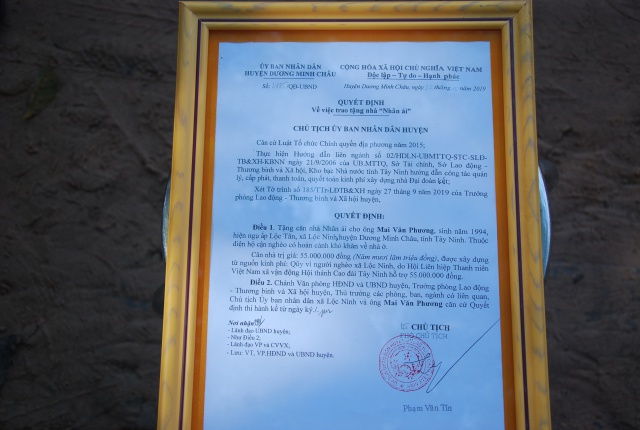 ỦY BAN NHÂN DÂN
HUYỆN DƯƠNG MINH CHÂU
CỘNG HÒA XÃ HỘI CHỦ NGHĨA VIỆT NAM
Độc lập – Tự do – Hạnh phúc
Số: /QĐ-UBND
Huyện Dương Minh Châu, ngày tháng năm 2019
QUYẾT ĐỊNH
Về việc trao tặng nhà "Nhân ái"
CHỦ TỊCH ỦY BAN NHÂN DÂN HUYỆN
Căn cứ Luật Tổ chức Chính quyền địa phương năm 2015;
Thực hiện Hướng dẫn liên ngành số 02/HDLN-UBMTTQ-STC-SLĐ-
TB&XH-KBNN ngày 21/9/2006 của UB.MTTQ, Sở Tài chính, Sở Lao động -
Thương binh và Xã hội, Kho bạc Nhà nước tỉnh Tây Ninh hướng dẫn công tác quản
lý, cấp phát, thanh toán, quyết toán kinh phí xây dựng nhà Đại đoàn kết;
Xét Tờ trình số 185/TTr-LĐTB&XH ngày 27 tháng 9 năm 2019 của Trưởng
phòng Lao động - Thương binh và Xã hội huyện,
QUYẾT ĐỊNH:
Điều 1. Tặng căn nhà Nhân ái cho ông Mai Văn Phương, sinh năm 1994,
hiện ngụ ấp Lộc Tân, xã Lộc Ninh, huyện Dương Minh Châu, tỉnh Tây Ninh. Thuộc
diện hộ cận nghèo có hoàn cảnh khó khăn về nhà ở.
Căn nhà trị giá: 55.000.000 đồng (Năm mươi lăm triệu đồng), được xây dựng
từ nguồn kinh phí: Qũy vì người nghèo xã Lộc Ninh, do Hội Liên hiệp Thanh niên
Việt Nam xã vận động Hội thánh Cao đài Tây Ninh hỗ trợ 55.000.000 đồng.
Điều 2. Chánh Văn phòng HĐND và UBND huyện, Trưởng phòng Lao động
- Thương binh và Xã hội huyện, Thủ trưởng các phòng, ban, ngành có liên quan,
Chủ tịch Ủy ban nhân dân xã Lộc Ninh và ông Mai Văn Phương căn cứ Quyết
định thi hành kể từ ngày ký./.
Nơi nhận:
- Lãnh đạo UBND huyện;
- Như Điều 2;
- Lãnh đạo VP và CVVX;
- Lưu: VT, VP.HĐND và UBND huyện.
CHỦ TỊCH
PHÓ CHỦ TỊCH
Phạm Văn Tín